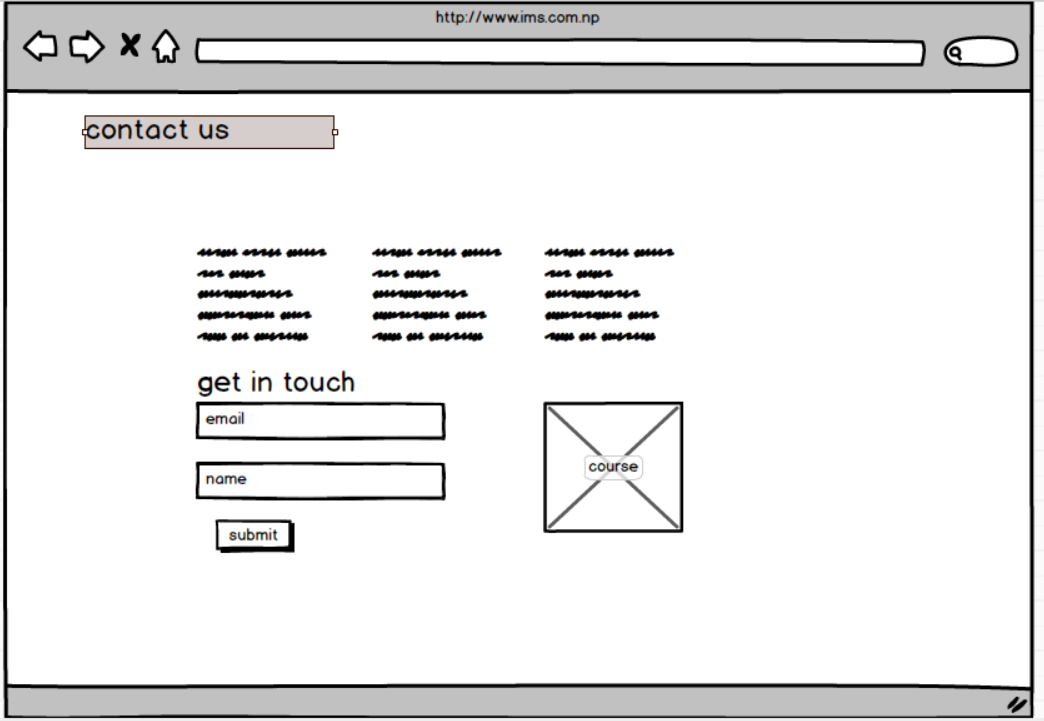 http://www.ims.com.np
contact us
get in touch
email
name
course
submit